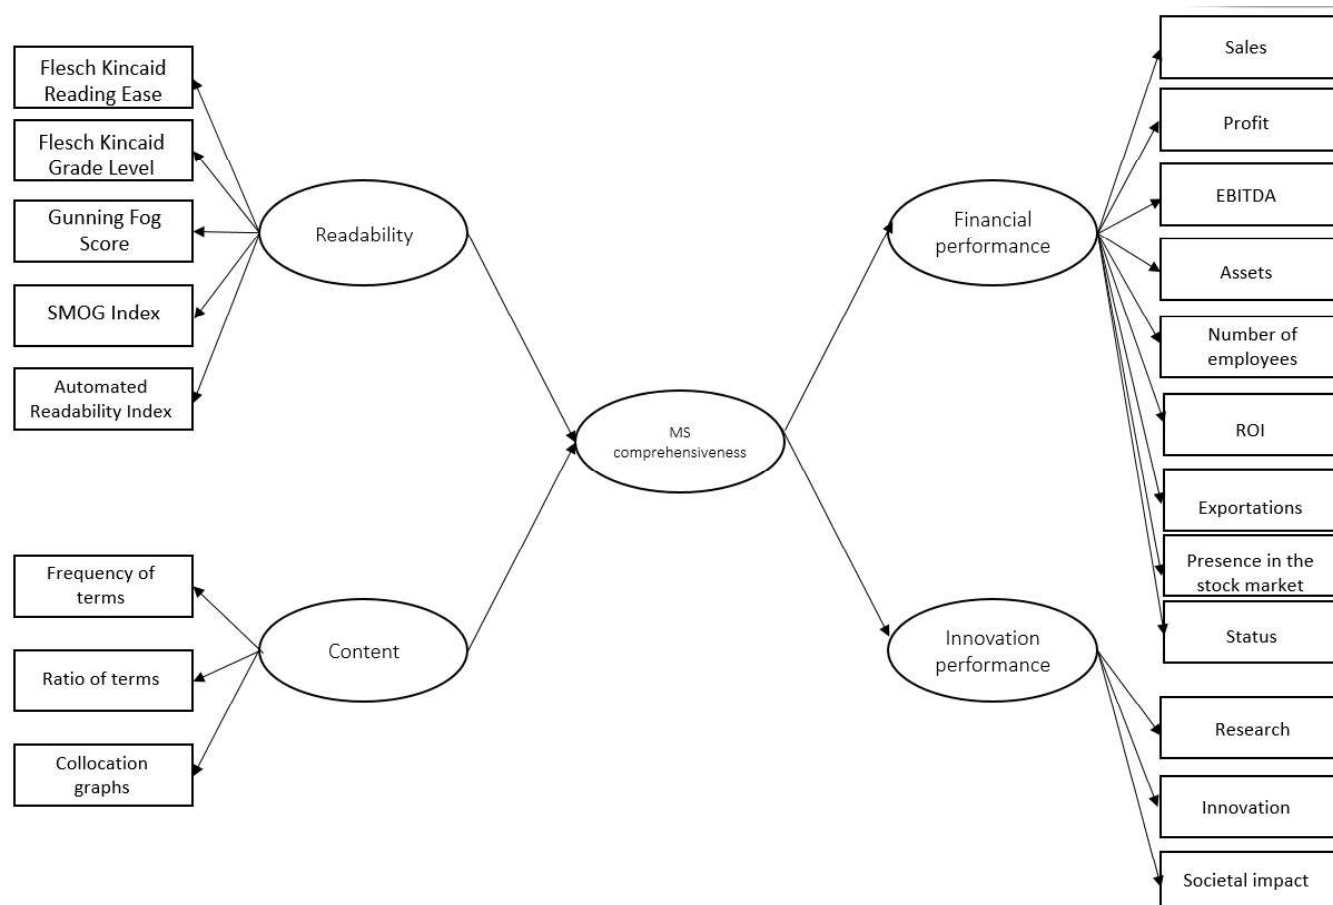 Flesch Kincaid
Reading Ease
Flesch Kincaid
Grade Level
Gunning Fog
Score
SMOG Index
Automated
Readability Index
Readability
Frequency of
terms
Ratio of terms
Collocation
graphs
Content
MS
comprehensiveness
Financial
performance
Innovation
performance
Sales
Profit
EBITDA
Assets
Number of
employees
ROI
Exportations
Presence in the
stock market
Status
Research
Innovation
Societal impact